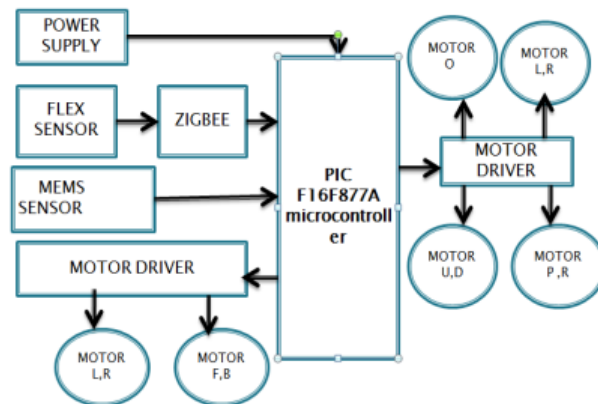 POWER
SUPPLY
FLEX
SENSOR
ZIGBEE
MEMS
SENSOR
MOTOR DRIVER
MOTOR
L,R
MOTOR
F,B
PIC
F16F877A
microcontroll
er
MOTOR
O
MOTOR
L,R
MOTOR
DRIVER
MOTOR
U,D
MOTOR
P,R